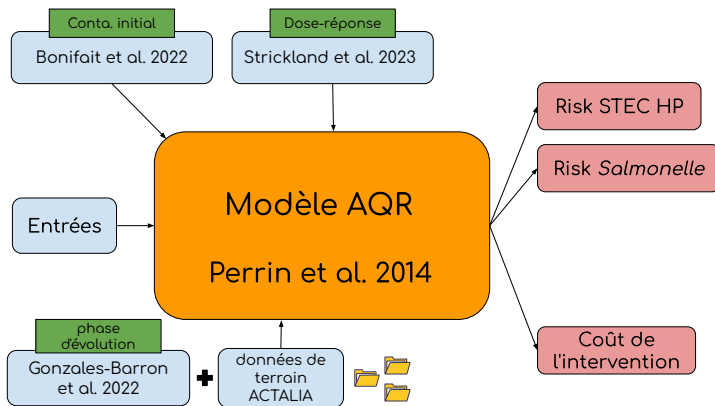 Conta. initial
Bonifait et al. 2022
Dose-réponse
Strickland et al. 2023
Risk STEC HP
Risk Salmonelle
Modèle AQR
Perrin et al. 2014
Entrées
phase
d'évolution
Gonzales-Barron
et al. 2022
données de
terrain
ACTALIA
Coût de
l'intervention